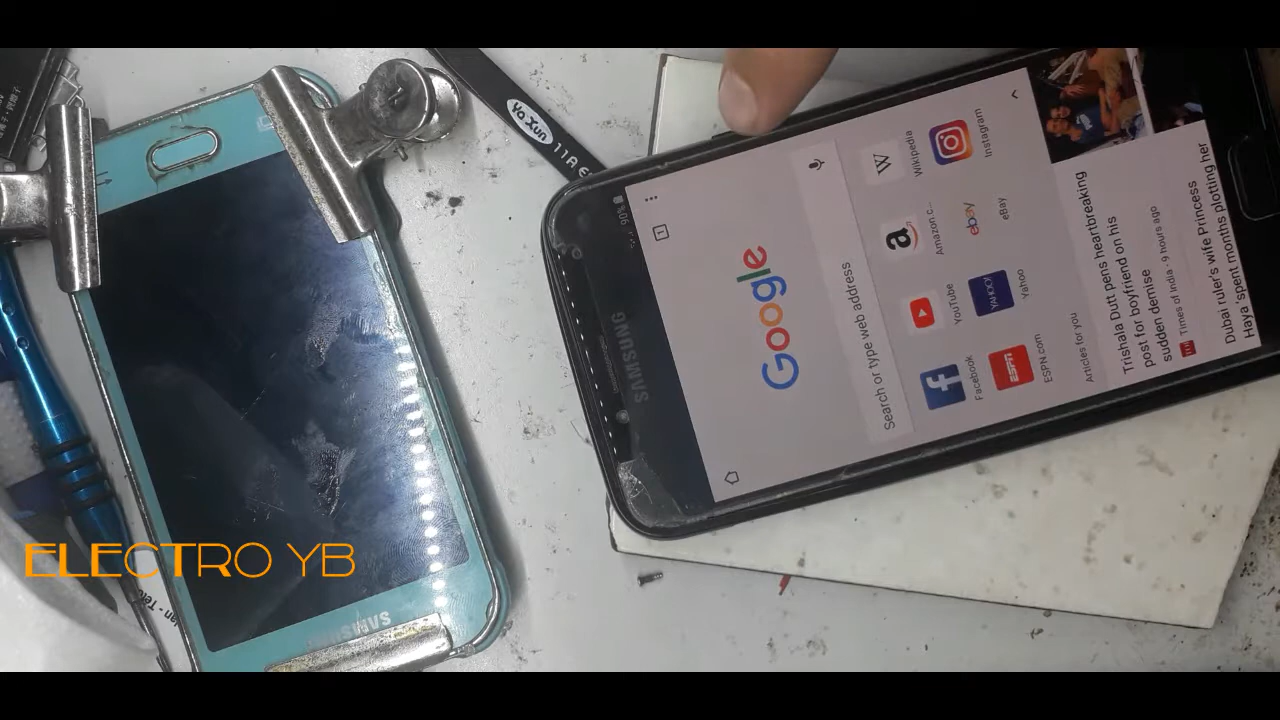 ELECTRO YB
SAMSUNG
YaXun
11A
SAMSUNG
90%
1
Google
Search or type web address
Facebook
YouTube
Amazon c...
Wikipedia
ESPN.com
Yahoo
eBay
Instagram
Articles for you
Trishala Dutt pens heartbreaking
post for boyfriend on his
sudden demise
Times of India · 9 hours ago
Dubai ruler's wife Princess
Haya 'spent months plotting her